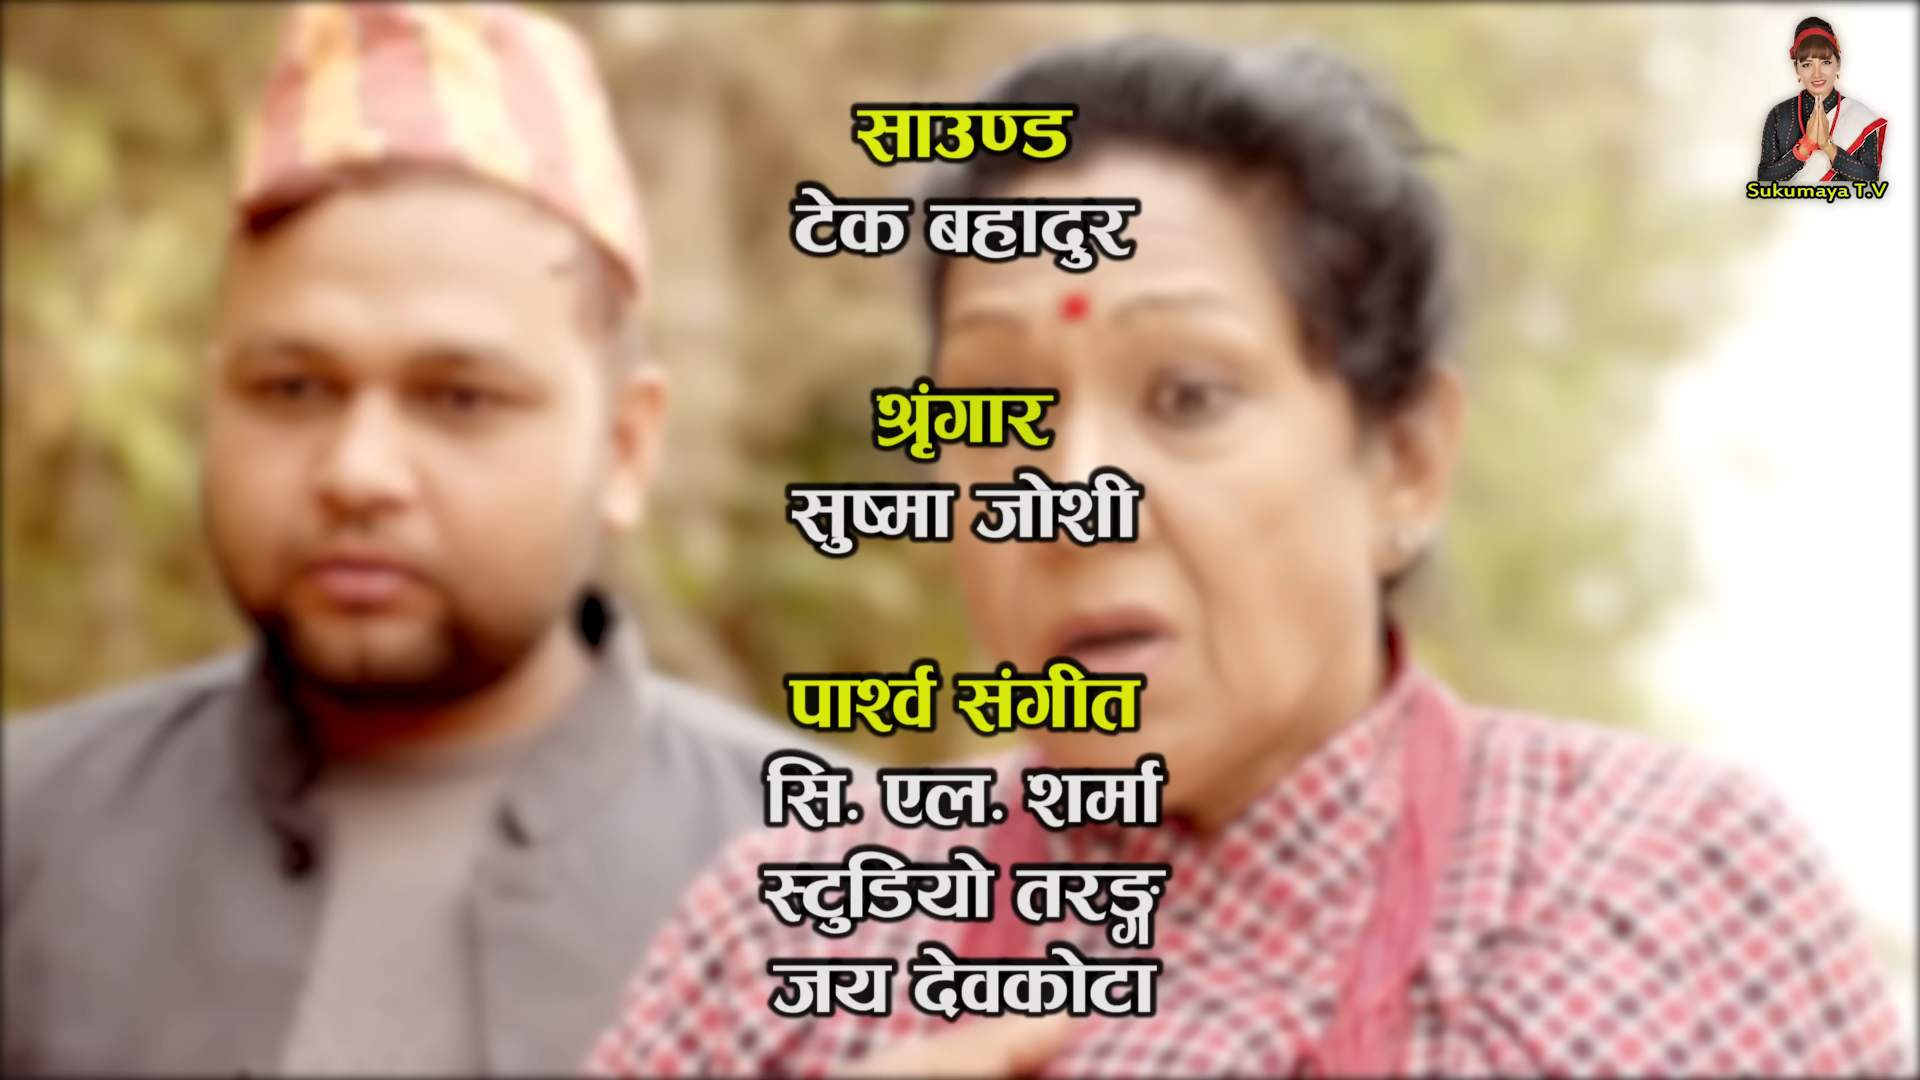 Sukumaya T.V
साउण्ड
टेक बहादुर
श्रृंगार
सुष्मा जोशी
पार्श्व संगीत
सि. एल. शर्मा
स्टुडियो तरङ्ग
जय देवकोटा